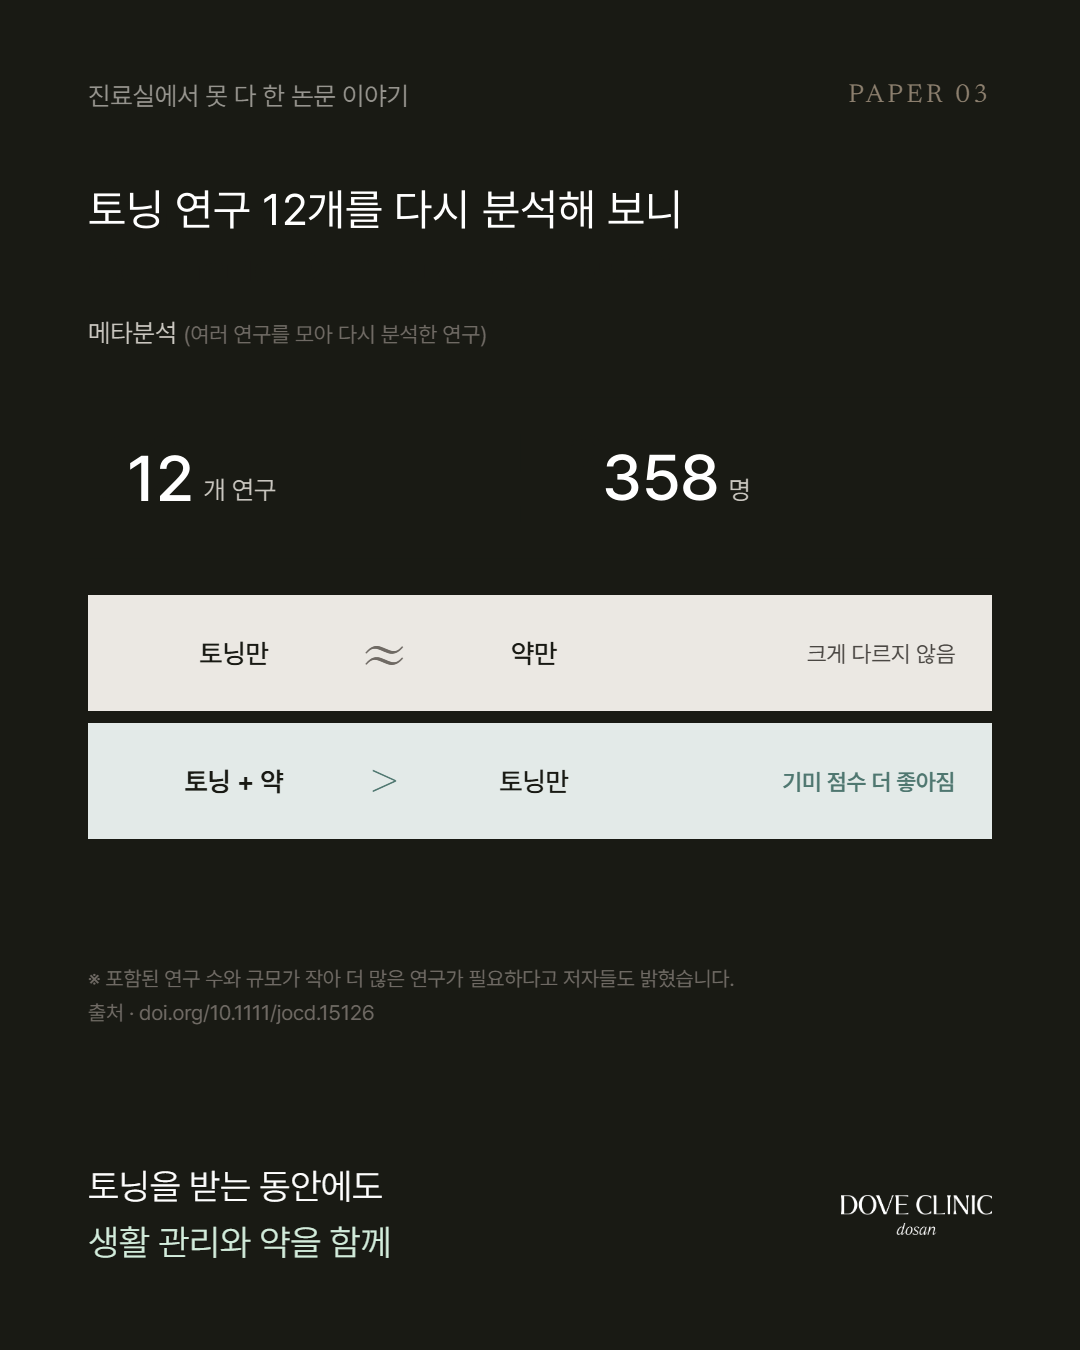 진료실에서 못 다 한 논문 이야기
PAPER 03
토닝 연구 12개를 다시 분석해 보니
메타분석 (여러 연구를 모아 다시 분석한 연구)
12 개 연구
358 명
토닝만 ≈ 약만 크게 다르지 않음
토닝 + 약 > 토닝만 기미 점수 더 좋아짐
※ 포함된 연구 수와 규모가 작아 더 많은 연구가 필요하다고 저자들도 밝혔습니다.
출처 · doi.org/10.1111/jocd.15126
토닝을 받는 동안에도
생활 관리와 약을 함께
DOVE CLINIC
dosan